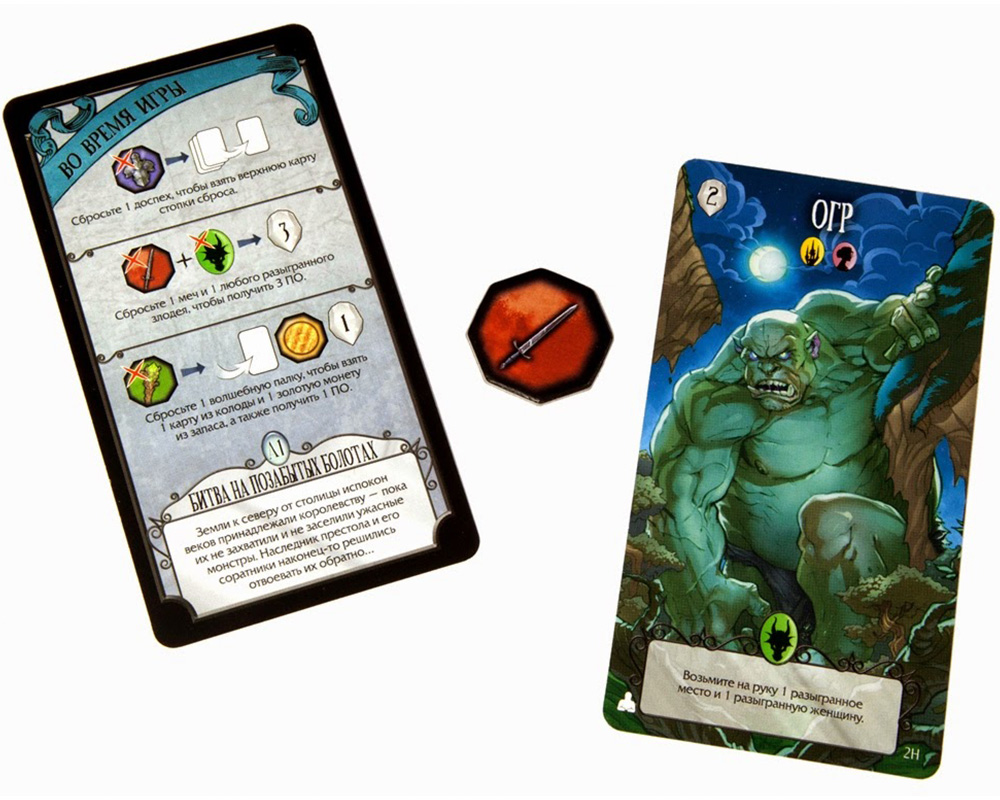 ВО ВРЕМЯ ИГРЫ
Сбросьте 1 доспех, чтобы взять верхнюю карту
стопки сброса.
+
3
Сбросьте 1 меч и 1 любого разыгранного
злодея, чтобы получить 3 ПО.
1
Сбросьте 1 волшебную палку, чтобы взять
1 карту из колоды и 1 золотую монету
из запаса, а также получить 1 ПО.
А1
БИТВА НА ПОЗАБЫТЫХ БОЛОТАХ
Земли к северу от столицы испокон
веков принадлежали королевству — пока
их не захватили и не заселили ужасные
монстры. Наследник престола и его
соратники наконец-то решились
отвоевать их обратно...
2
ОГР
Возьмите на руку 1 разыгранное
место и 1 разыгранную женщину.
2Н